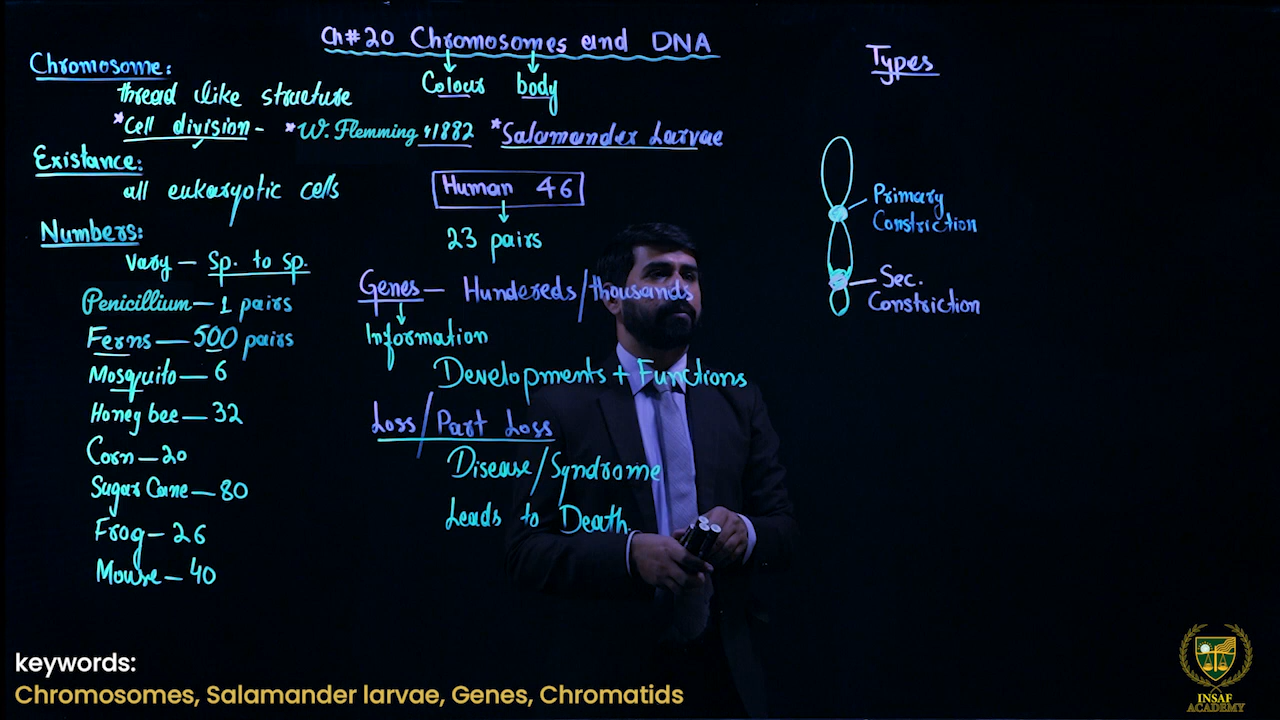 Ch#20 Chromosomes and DNA
Colour body
Chromosome:
thread like structure
*Cell division- *W. Flemming, 1882 *Salamander Larvae
Existance:
all eukaryotic cells
Numbers:
Vary — Sp. to sp.
Penicillium — 1 pairs
Ferns — 500 pairs
Mosquito — 6
Honey bee — 32
Corn — 20
Sugar Cane — 80
Frog — 26
Mouse — 40
Human 46
23 pairs
Genes — Hundereds/thousands
Information
Developments + Functions
Loss/Part Loss
Disease/Syndrome
Leads to Death.
Types
Primary
Constriction
Sec.
Constriction
keywords:
Chromosomes, Salamander larvae, Genes, Chromatids
INSAF
ACADEMY